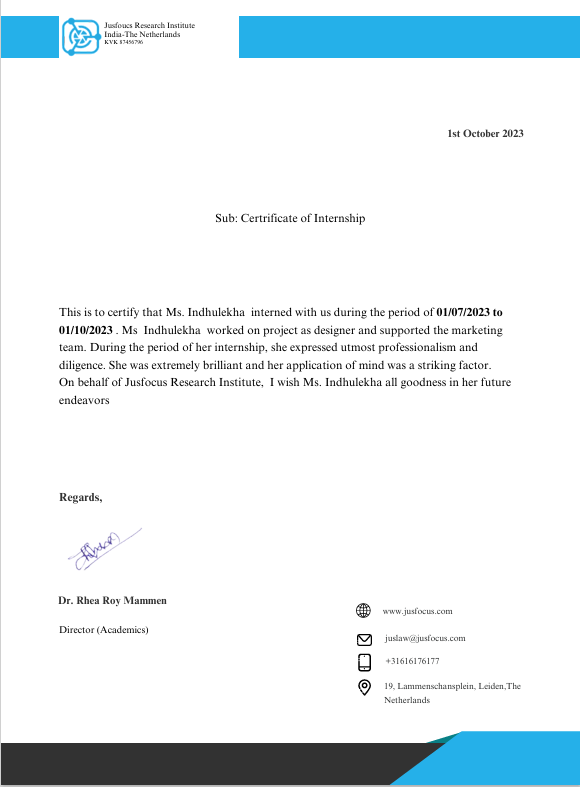 Jusfoucs Research Institute
India-The Netherlands
KVK 87456796
1st October 2023
Sub: Certrificate of Internship
This is to certify that Ms. Indhulekha interned with us during the period of 01/07/2023 to
01/10/2023 . Ms Indhulekha worked on project as designer and supported the marketing
team. During the period of her internship, she expressed utmost professionalism and
diligence. She was extremely brilliant and her application of mind was a striking factor.
On behalf of Jusfocus Research Institute, I wish Ms. Indhulekha all goodness in her future
endeavors
Regards,
Dr. Rhea Roy Mammen
Director (Academics)
www.jusfocus.com
juslaw@jusfocus.com
+31616176177
19, Lammenschansplein, Leiden,The
Netherlands